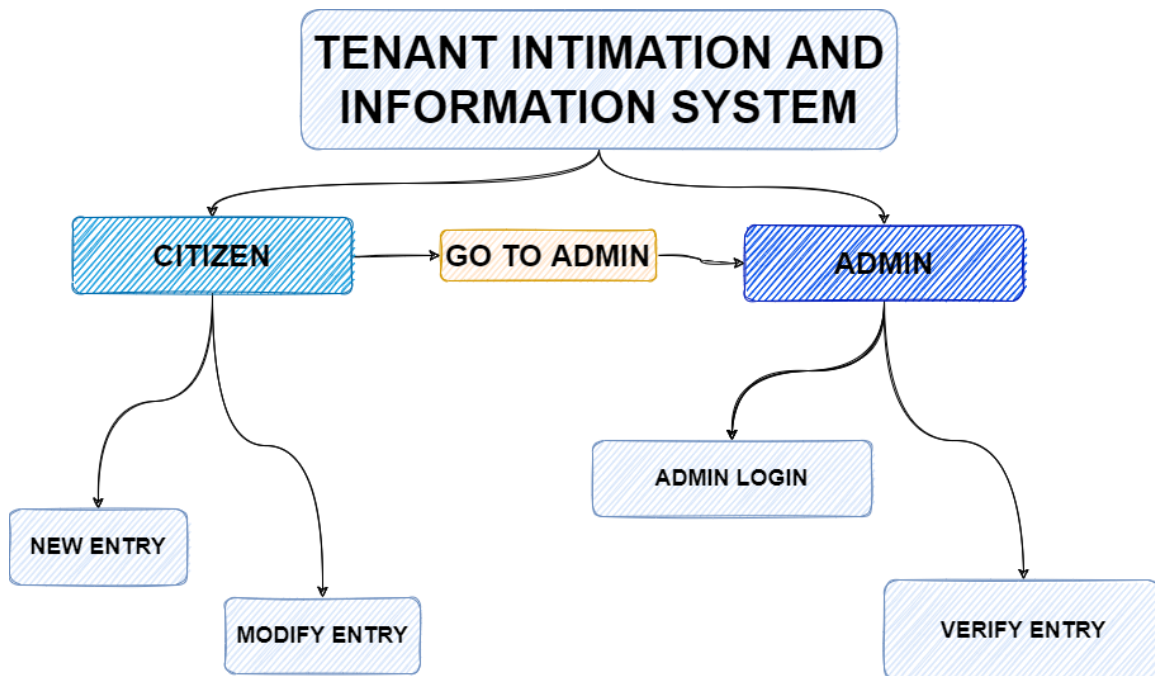 TENANT INTIMATION AND
INFORMATION SYSTEM
CITIZEN
GO TO ADMIN
ADMIN
ADMIN LOGIN
NEW ENTRY
MODIFY ENTRY
VERIFY ENTRY